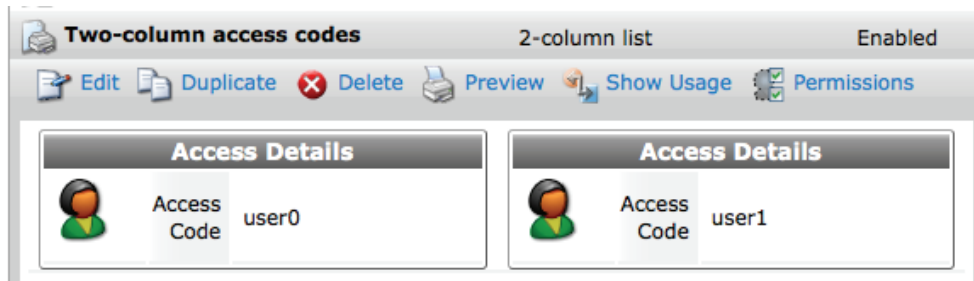 Two-column access codes 2-column list Enabled
Edit Duplicate Delete Preview Show Usage Permissions
Access Details Access Details
Access Code user0 Access Code user1